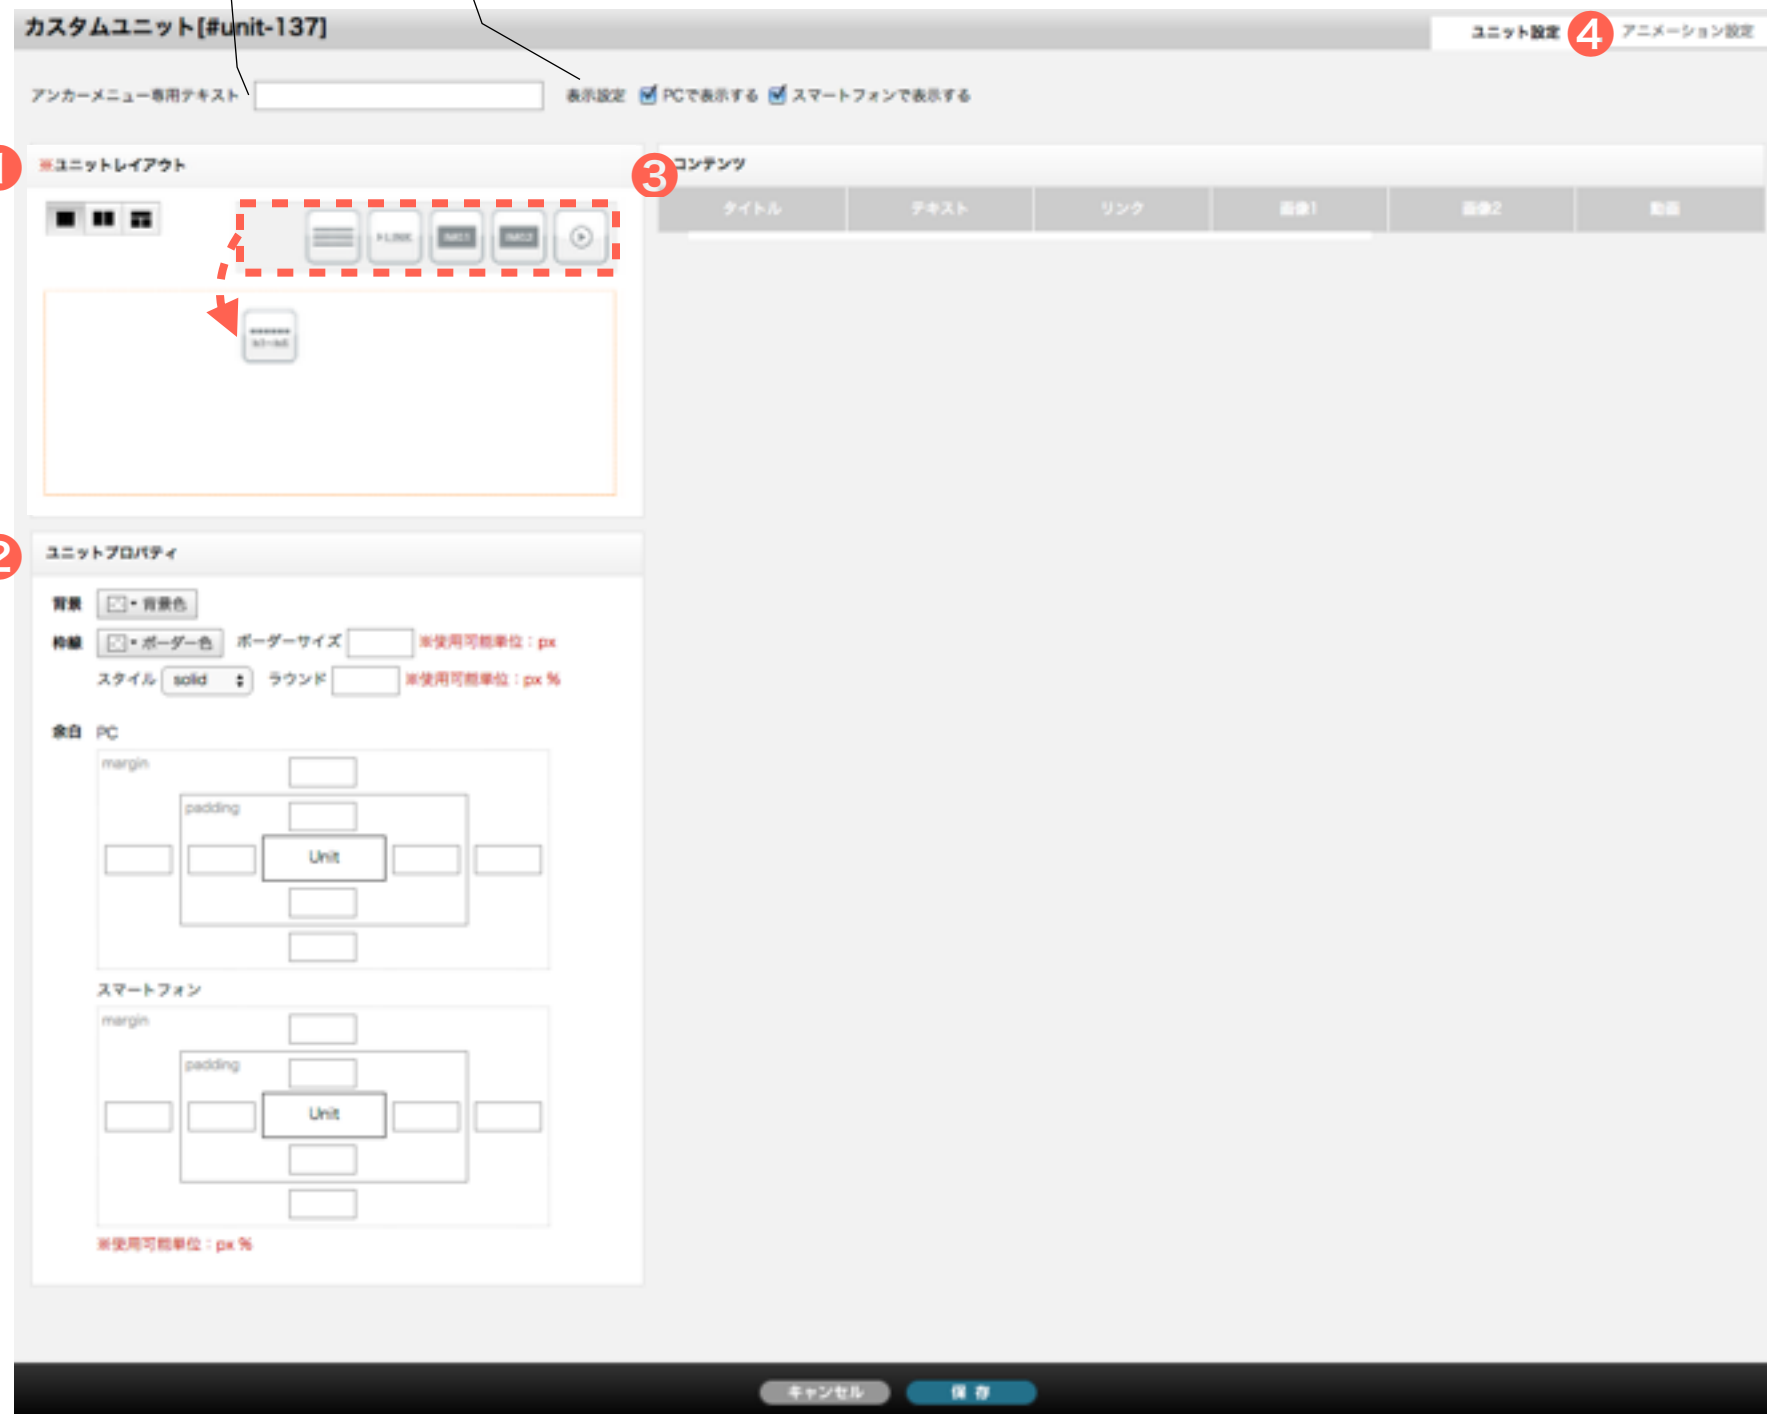 カスタムユニット[#unit-137]
ユニット設定 4 アニメーション設定
アンカーメニュー専用テキスト
表示設定 PCで表示する スマートフォンで表示する
1 ※ユニットレイアウト
3 コンテンツ
タイトル テキスト リンク 画像1 画像2 動画
LINK IMG1 IMG2
h1~h6
2 ユニットプロパティ
背景 背景色
枠線 ボーダー色 ボーダーサイズ ※使用可能単位：px
スタイル solid ラウンド ※使用可能単位：px %
余白 PC
margin
padding
Unit
スマートフォン
margin
padding
Unit
※使用可能単位：px %
キャンセル 保存